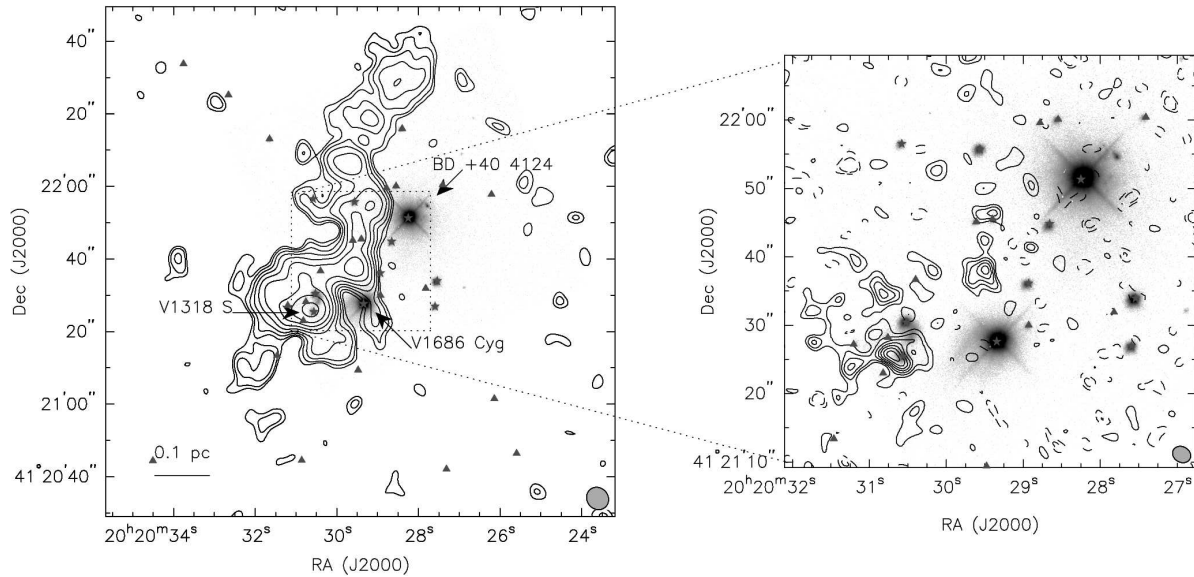 40″
20″
22′00″
40″
20″
21′00″
41°20′40″
Dec (J2000)
BD +40 4124
V1318 S
V1686 Cyg
0.1 pc
20ʰ20ᵐ34ˢ 32ˢ 30ˢ 28ˢ 26ˢ 24ˢ
RA (J2000)
22′00″
50″
40″
30″
20″
41°21′10″
Dec (J2000)
20ʰ20ᵐ32ˢ 31ˢ 30ˢ 29ˢ 28ˢ 27ˢ
RA (J2000)